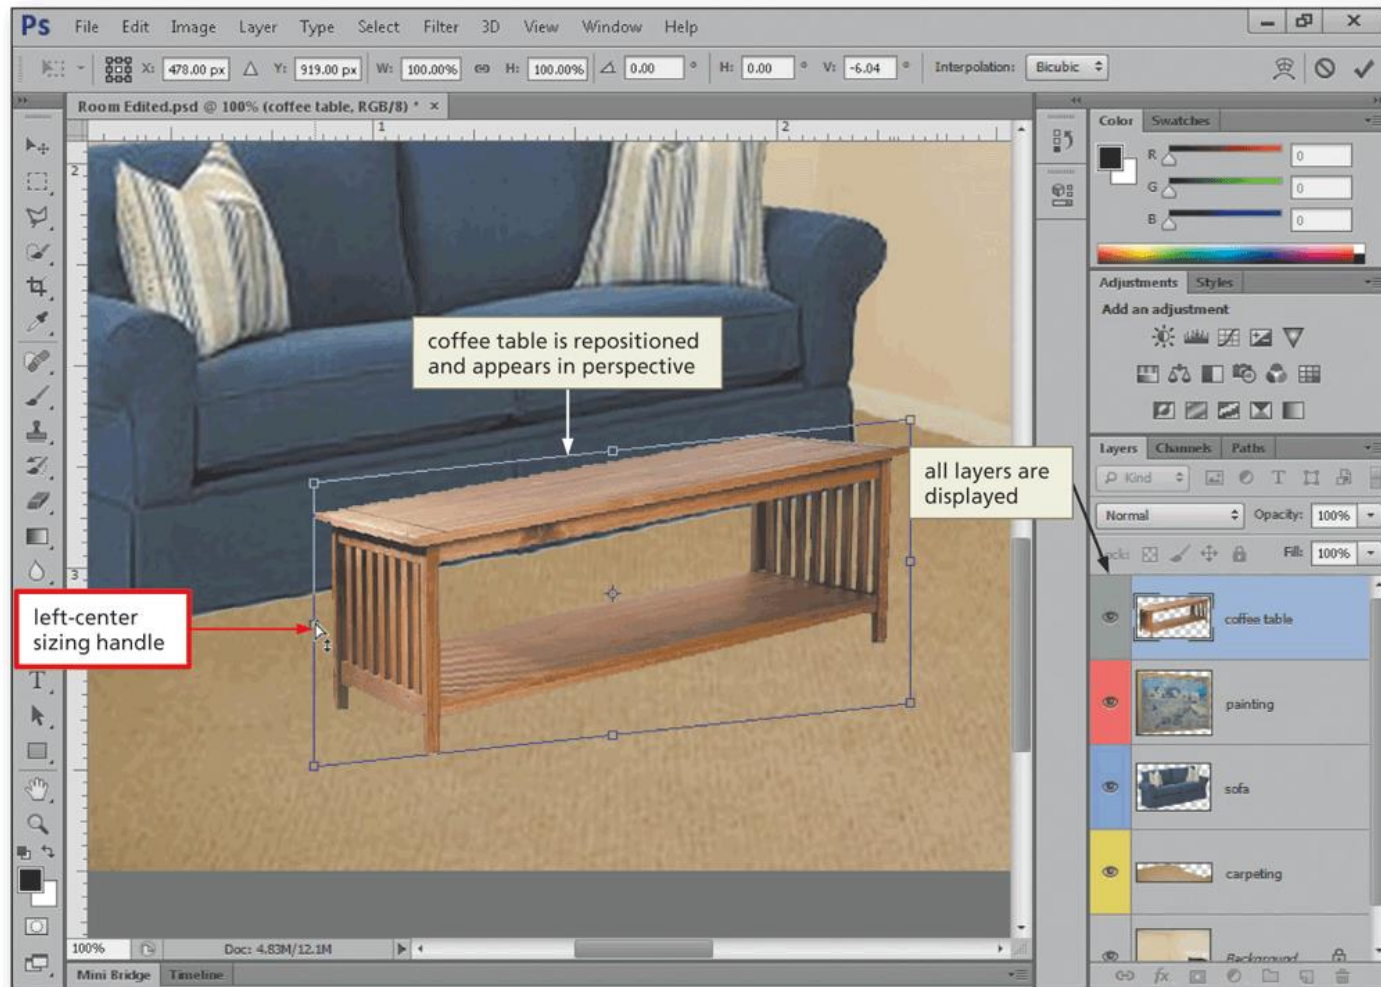 Ps File Edit Image Layer Type Select Filter 3D View Window Help
X: 478.00 px Y: 919.00 px W: 100.00% H: 100.00% 0.00 ° H: 0.00 ° V: -6.04 ° Interpolation: Bicubic
Room Edited.psd @ 100% (coffee table, RGB/8) * ×
1 2
2
3
coffee table is repositioned
and appears in perspective
left-center
sizing handle
all layers are
displayed
Color Swatches
R 0
G 0
B 0
Adjustments Styles
Add an adjustment
Layers Channels Paths
Kind
Normal Opacity: 100%
Fill: 100%
coffee table
painting
sofa
carpeting
Background
100% Doc: 4.83M/12.1M
Mini Bridge Timeline